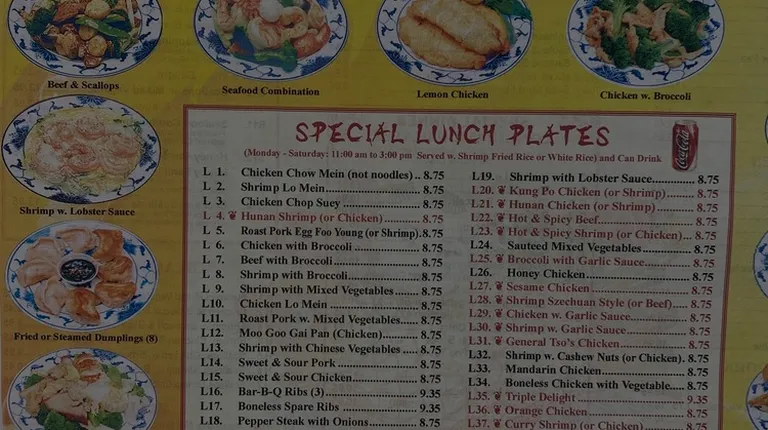 Beef & Scallops
Seafood Combination
Lemon Chicken
Chicken w. Broccoli
Shrimp w. Lobster Sauce
Fried or Steamed Dumplings (8)
SPECIAL LUNCH PLATES
(Monday - Saturday: 11:00 am to 3:00 pm Served w. Shrimp Fried Rice or White Rice) and Can Drink
Coca-Cola
L 1. Chicken Chow Mein (not noodles) .. 8.75
L 2. Shrimp Lo Mein ........................ 8.75
L 3. Chicken Chop Suey .................... 8.75
L 4. ❦ Hunan Shrimp (or Chicken) ............ 8.75
L 5. Roast Pork Egg Foo Young (or Shrimp). 8.75
L 6. Chicken with Broccoli ................ 8.75
L 7. Beef with Broccoli ..................... 8.75
L 8. Shrimp with Broccoli.................. 8.75
L 9. Shrimp with Mixed Vegetables ....... 8.75
L10. Chicken Lo Mein ....................... 8.75
L11. Roast Pork w. Mixed Vegetables...... 8.75
L12. Moo Goo Gai Pan (Chicken)........... 8.75
L13. Shrimp with Chinese Vegetables .... 8.75
L14. Sweet & Sour Pork .................... 8.75
L15. Sweet & Sour Chicken................. 8.75
L16. Bar-B-Q Ribs (3) ....................... 9.35
L17. Boneless Spare Ribs ................... 9.35
L18. Pepper Steak with Onions............. 8.75
L19. Shrimp with Lobster Sauce............ 8.75
L20. ❦ Kung Po Chicken (or Shrimp)......... 8.75
L21. ❦ Hunan Chicken (or Shrimp) ........... 8.75
L22. ❦ Hot & Spicy Beef........................ 8.75
L23. ❦ Hot & Spicy Shrimp (or Chicken)... 8.75
L24. Sauteed Mixed Vegetables ............ 8.75
L25. ❦ Broccoli with Garlic Sauce............ 8.75
L26. Honey Chicken .......................... 8.75
L27. ❦ Sesame Chicken......................... 8.75
L28. ❦ Shrimp Szechuan Style (or Beef)..... 8.75
L29. ❦ Chicken w. Garlic Sauce............... 8.75
L30. ❦ Shrimp w. Garlic Sauce ............... 8.75
L31. ❦ General Tso's Chicken ................. 8.75
L32. Shrimp w. Cashew Nuts (or Chicken). 8.75
L33. Mandarin Chicken ..................... 8.75
L34. Boneless Chicken with Vegetable..... 8.75
L35. ❦ Triple Delight ........................... 9.35
L36. ❦ Orange Chicken ........................ 8.75
L37. ❦ Curry Shrimp (or Chicken) ........... 8.75